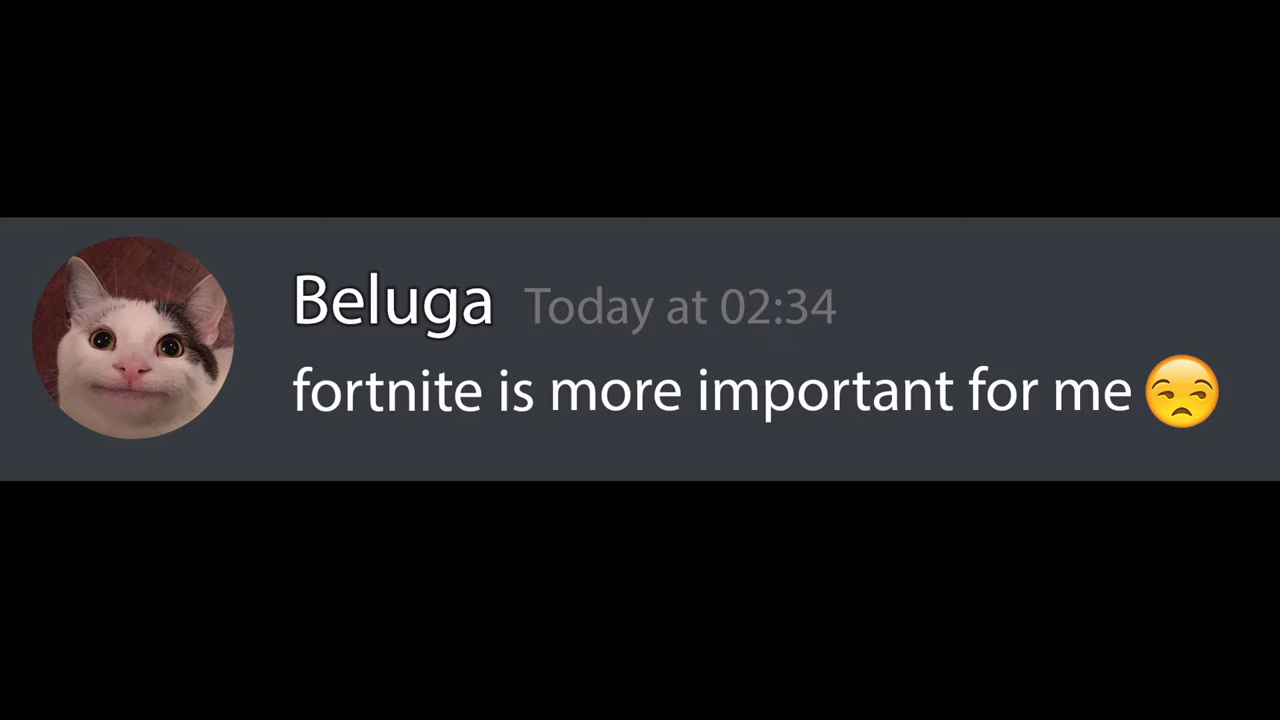 Beluga Today at 02:34
fortnite is more important for me 😒